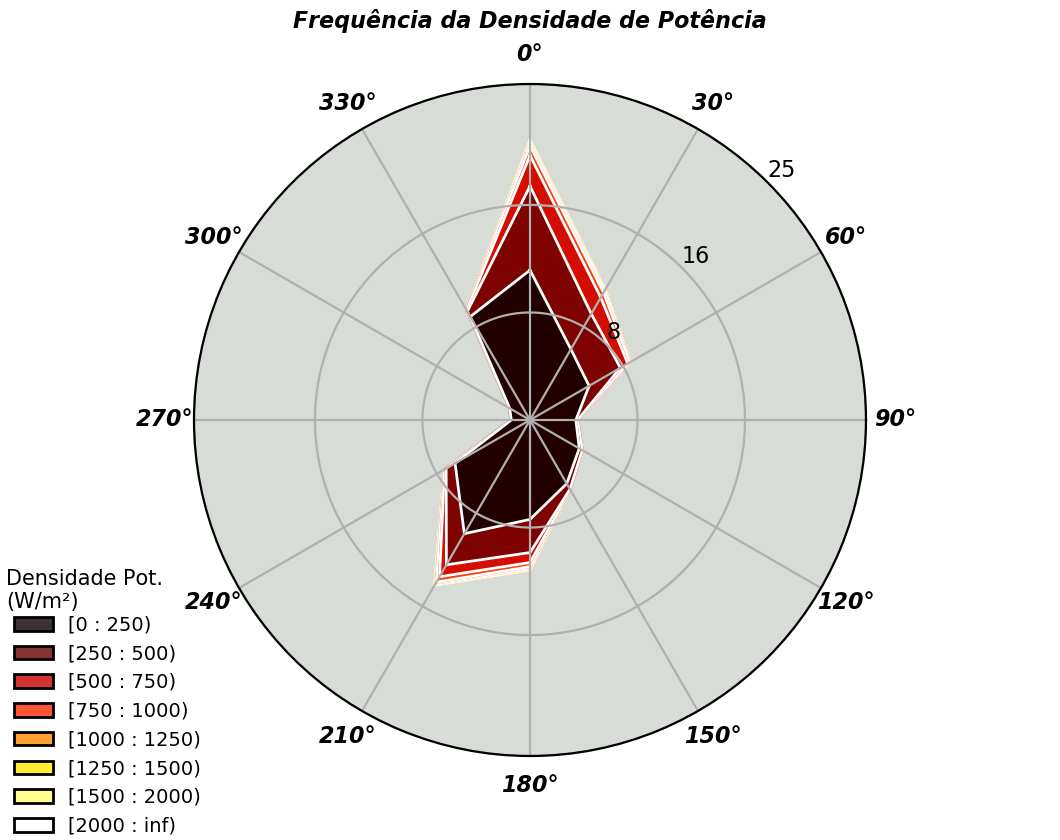 Frequência da Densidade de Potência
0°
330°
30°
25
300°
60°
16
8
270°
90°
240°
120°
210°
150°
180°
Densidade Pot.
(W/m²)
[0 : 250)
[250 : 500)
[500 : 750)
[750 : 1000)
[1000 : 1250)
[1250 : 1500)
[1500 : 2000)
[2000 : inf)